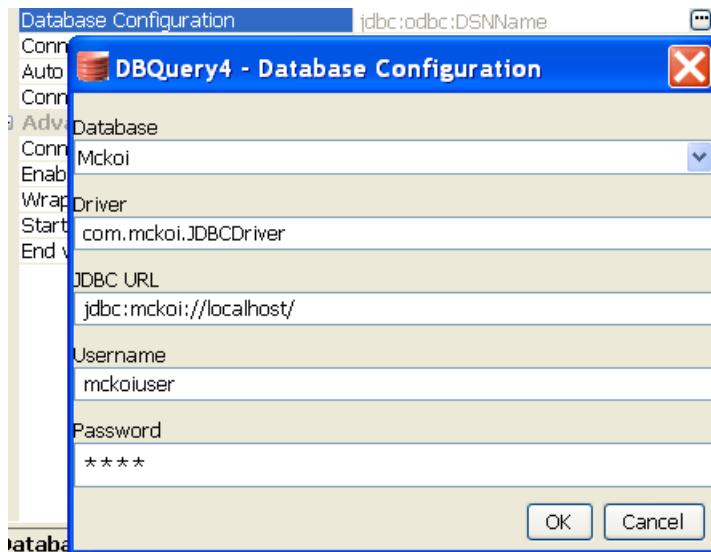 Database Configuration jdbc:odbc:DSNName
Conn
Auto
Conn
Adva
Conn
Enab
Wrap
Start
End v
DBQuery4 - Database Configuration
Database
Mckoi
Driver
com.mckoi.JDBCDriver
JDBC URL
jdbc:mckoi://localhost/
Username
mckoiuser
Password
****
OK Cancel
Databa